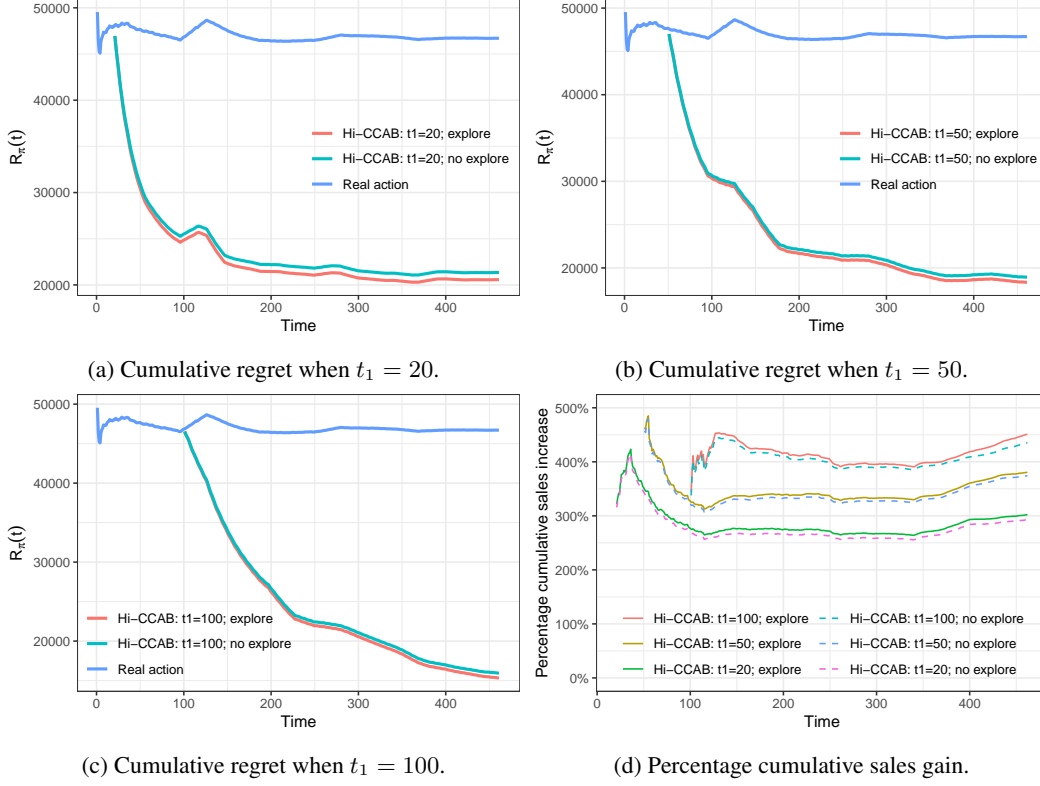 50000
40000
30000
20000
R_π(t)
Hi−CCAB: t1=20; explore
Hi−CCAB: t1=20; no explore
Real action
0 100 200 300 400
Time
(a) Cumulative regret when t₁ = 20.
50000
40000
30000
20000
R_π(t)
Hi−CCAB: t1=50; explore
Hi−CCAB: t1=50; no explore
Real action
0 100 200 300 400
Time
(b) Cumulative regret when t₁ = 50.
50000
40000
30000
20000
R_π(t)
Hi−CCAB: t1=100; explore
Hi−CCAB: t1=100; no explore
Real action
0 100 200 300 400
Time
(c) Cumulative regret when t₁ = 100.
500%
400%
300%
200%
100%
0%
Percentage cumulative sales increase
Hi−CCAB: t1=100; explore Hi−CCAB: t1=100; no explore
Hi−CCAB: t1=50; explore Hi−CCAB: t1=50; no explore
Hi−CCAB: t1=20; explore Hi−CCAB: t1=20; no explore
0 100 200 300 400
Time
(d) Percentage cumulative sales gain.